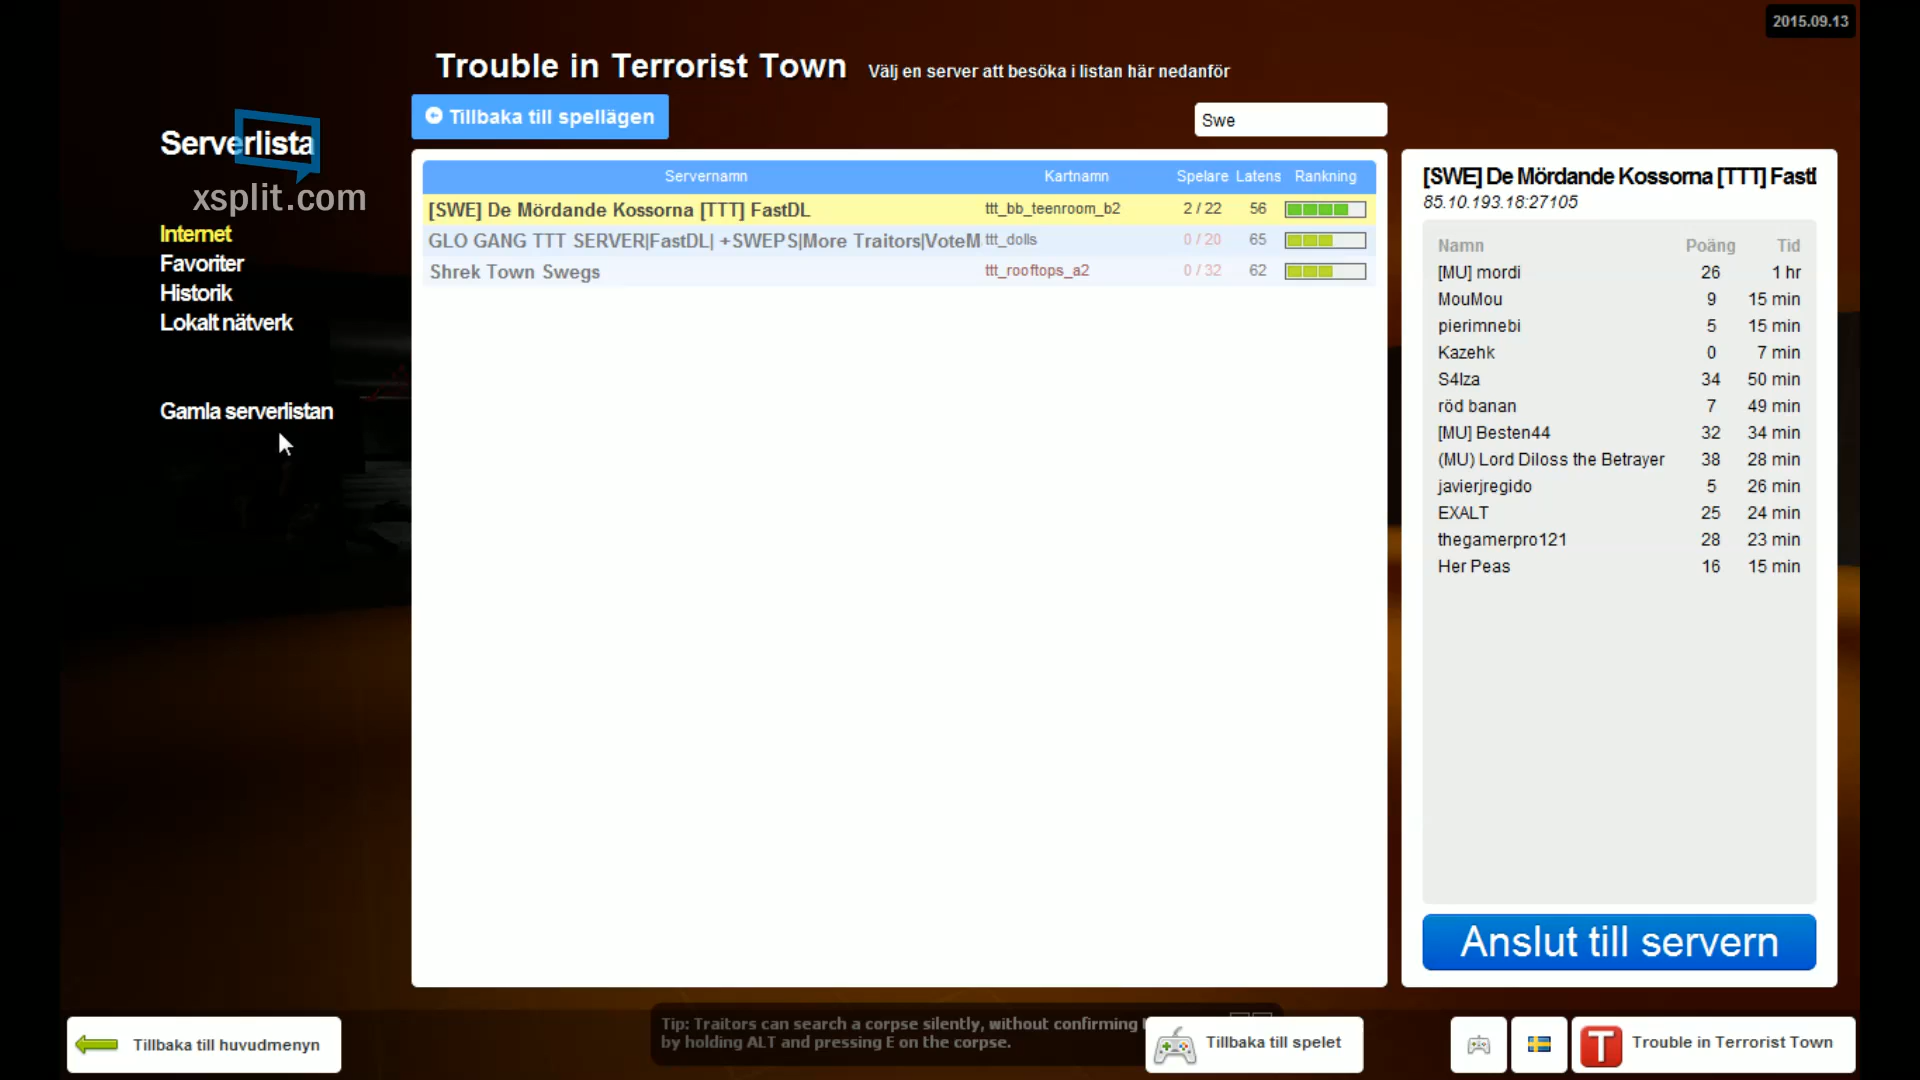 2015.09.13
Trouble in Terrorist Town Välj en server att besöka i listan här nedanför
Tillbaka till spellägen
Swe
Serverlista
xsplit.com
Internet
Favoriter
Historik
Lokalt nätverk
Gamla serverlistan
Servernamn Kartnamn Spelare Latens Rankning
[SWE] De Mördande Kossorna [TTT] FastDL ttt_bb_teenroom_b2 2 / 22 56
GLO GANG TTT SERVER|FastDL| +SWEPS|More Traitors|VoteM ttt_dolls 0 / 20 65
Shrek Town Swegs ttt_rooftops_a2 0 / 32 62
[SWE] De Mördande Kossorna [TTT] Fast
85.10.193.18:27105
Namn Poäng Tid
[MU] mordi 26 1 hr
MouMou 9 15 min
pierimnebi 5 15 min
Kazehk 0 7 min
S4lza 34 50 min
röd banan 7 49 min
[MU] Besten44 32 34 min
(MU) Lord Diloss the Betrayer 38 28 min
javierjregido 5 26 min
EXALT 25 24 min
thegamerpro121 28 23 min
Her Peas 16 15 min
Anslut till servern
Tillbaka till huvudmenyn
Tip: Traitors can search a corpse silently, without confirming
by holding ALT and pressing E on the corpse.
Tillbaka till spelet
T Trouble in Terrorist Town